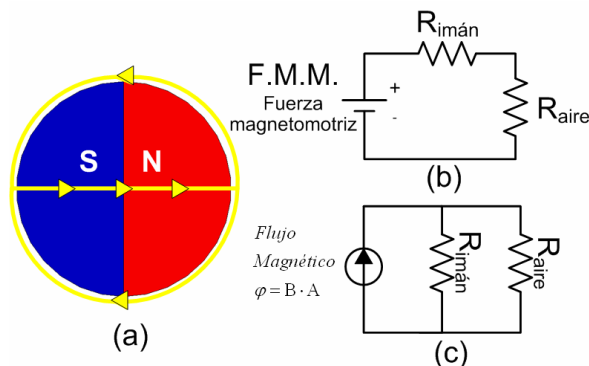 S N
(a)
F.M.M.
Fuerza
magnetomotriz
+
-
Rimán
Raire
(b)
Flujo
Magnético
φ = B · A
Rimán
Raire
(c)